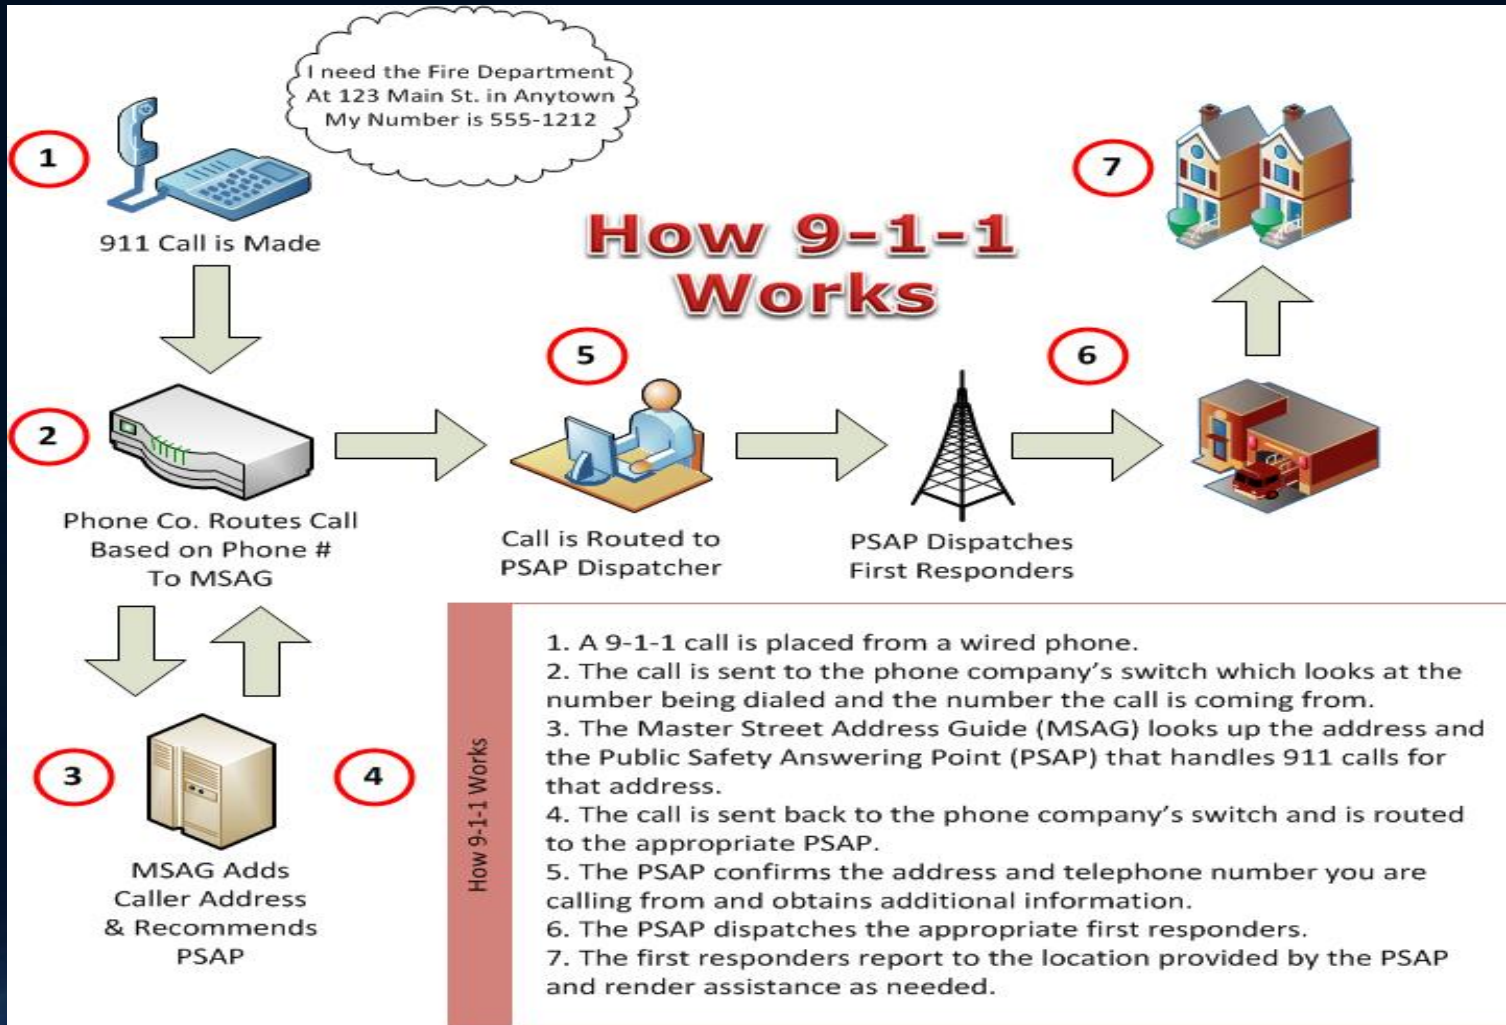 I need the Fire Department
At 123 Main St. in Anytown
My Number is 555-1212
1
911 Call is Made
How 9-1-1
Works
7
2
Phone Co. Routes Call
Based on Phone #
To MSAG
5
Call is Routed to
PSAP Dispatcher
PSAP Dispatches
First Responders
6
3
4
MSAG Adds
Caller Address
& Recommends
PSAP
How 9-1-1 Works
1. A 9-1-1 call is placed from a wired phone.
2. The call is sent to the phone company's switch which looks at the
number being dialed and the number the call is coming from.
3. The Master Street Address Guide (MSAG) looks up the address and
the Public Safety Answering Point (PSAP) that handles 911 calls for
that address.
4. The call is sent back to the phone company's switch and is routed
to the appropriate PSAP.
5. The PSAP confirms the address and telephone number you are
calling from and obtains additional information.
6. The PSAP dispatches the appropriate first responders.
7. The first responders report to the location provided by the PSAP
and render assistance as needed.